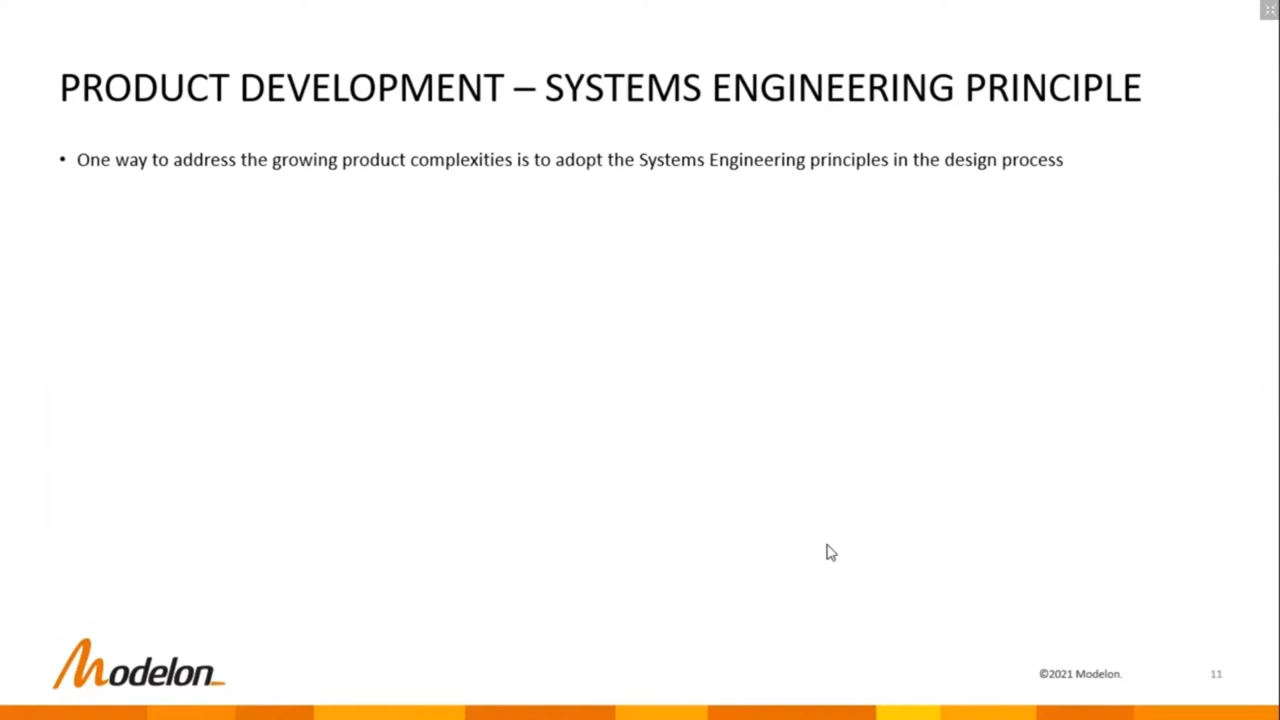 PRODUCT DEVELOPMENT – SYSTEMS ENGINEERING PRINCIPLE
• One way to address the growing product complexities is to adopt the Systems Engineering principles in the design process
Modelon
©2021 Modelon.
11